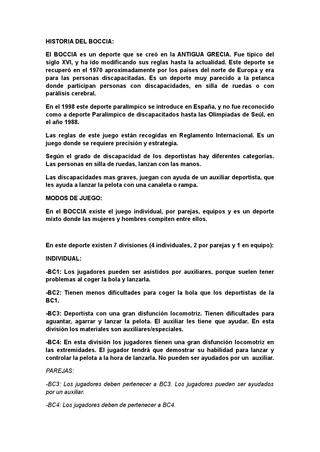 HISTORIA DEL BOCCIA:
El BOCCIA es un deporte que se creó en la ANTIGUA GRECIA. Fue típico del
siglo XVI, y ha ido modificando sus reglas hasta la actualidad. Este deporte se
recuperó en el 1970 aproximadamente por los países del norte de Europa y era
para las personas discapacitadas. Es un deporte muy parecido a la petanca
donde participan personas con discapacidades, en silla de ruedas o con
parálisis cerebral.
En el 1998 este deporte paralímpico se introduce en España, y no fue reconocido
como a deporte Paralímpico de discapacitados hasta las Olimpiadas de Seúl, en
el año 1988.
Las reglas de este juego están recogidas en Reglamento Internacional. Es un
juego donde se requiere precisión y estrategia.
Según el grado de discapacidad de los deportistas hay diferentes categorías.
Las personas en silla de ruedas, lanzan con las manos.
Las discapacidades mas graves, juegan con ayuda de un auxiliar deportista, que
les ayuda a lanzar la pelota con una canaleta o rampa.
MODOS DE JUEGO:
En el BOCCIA existe el juego individual, por parejas, equipos y es un deporte
mixto donde las mujeres y hombres compiten entre ellos.
En este deporte existen 7 divisiones (4 individuales, 2 por parejas y 1 en equipo):
INDIVIDUAL:
-BC1: Los jugadores pueden ser asistidos por auxiliares, porque suelen tener
problemas al coger la bola y lanzarla.
-BC2: Tienen menos dificultades para coger la bola que los deportistas de la
BC1.
-BC3: Deportista con una gran disfunción locomotriz. Tienen dificultades para
aguantar, agarrar y lanzar la pelota. El auxiliar les tiene que ayudar. En esta
división los materiales son auxiliares/especiales.
-BC4: En esta división los jugadores tienen una gran disfunción locomotriz en
las extremidades. El jugador tendrá que demostrar su habilidad para lanzar y
controlar la pelota a la hora de lanzarla. No pueden ser ayudados por un auxiliar.
PAREJAS:
-BC3: Los jugadores deben pertenecer a BC3. Los jugadores pueden ser ayudados
por un auxiliar.
-BC4: Los jugadores deben de pertenecer a BC4.